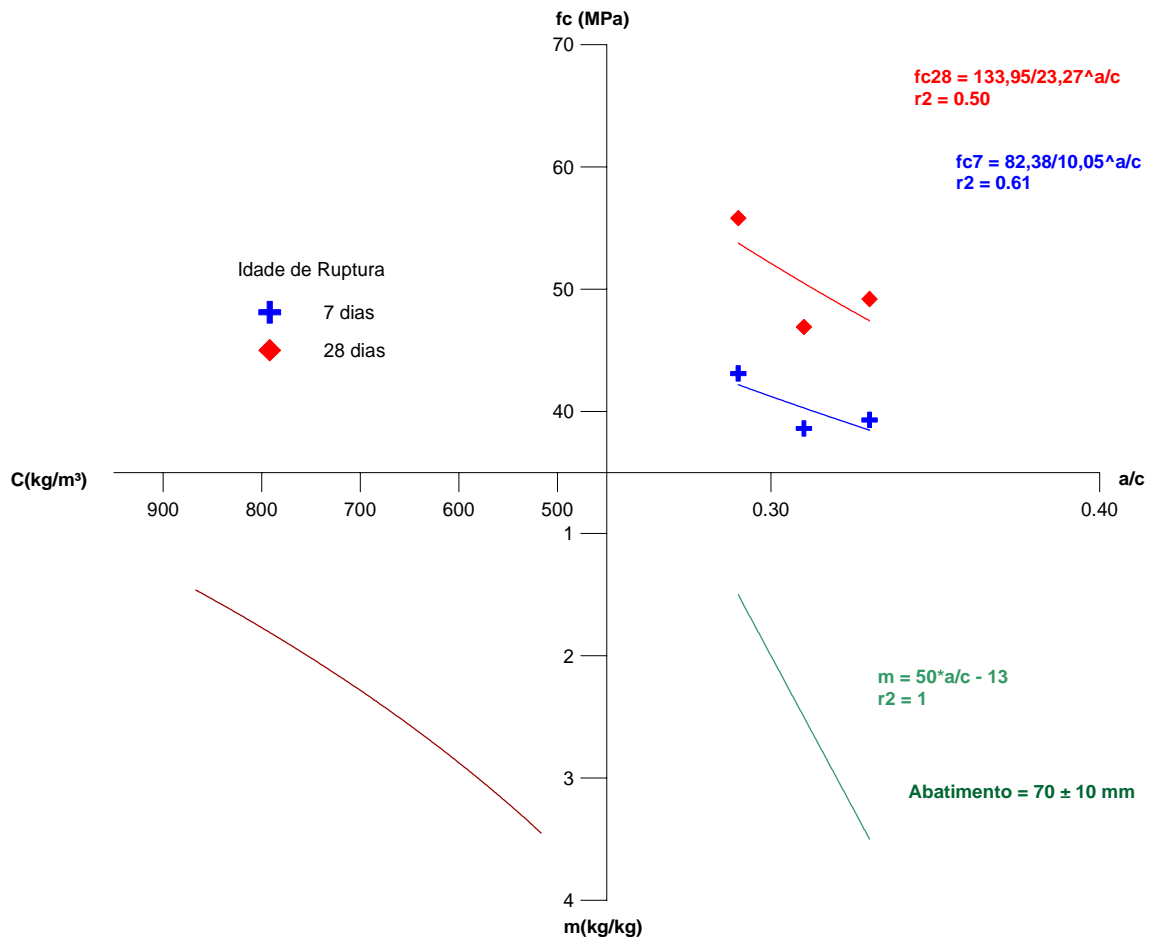 fc (MPa)
70
fc28 = 133,95/23,27^a/c
r2 = 0.50
60
fc7 = 82,38/10,05^a/c
r2 = 0.61
Idade de Ruptura
7 dias
28 dias
50
40
C(kg/m³)
a/c
900 800 700 600 500 0.30 0.40
1
2
m = 50*a/c - 13
r2 = 1
3
Abatimento = 70 ± 10 mm
4
m(kg/kg)